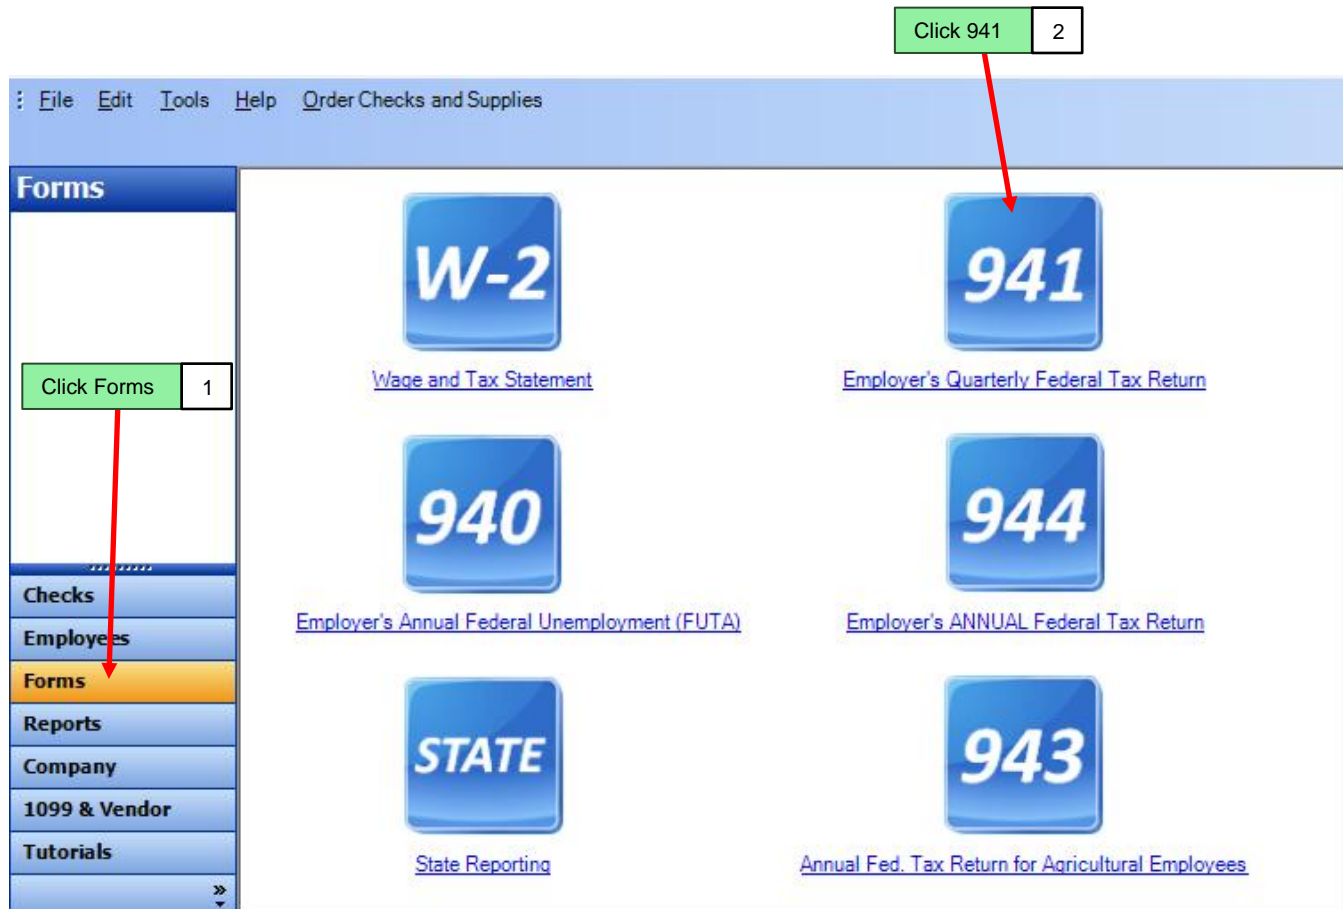 Click 941 2
File Edit Tools Help Order Checks and Supplies
Forms
W-2
941
Wage and Tax Statement
Employer's Quarterly Federal Tax Return
Click Forms 1
940
944
Employer's Annual Federal Unemployment (FUTA)
Employer's ANNUAL Federal Tax Return
Checks
Employees
Forms
Reports
Company
1099 & Vendor
Tutorials
STATE
943
State Reporting
Annual Fed. Tax Return for Agricultural Employees